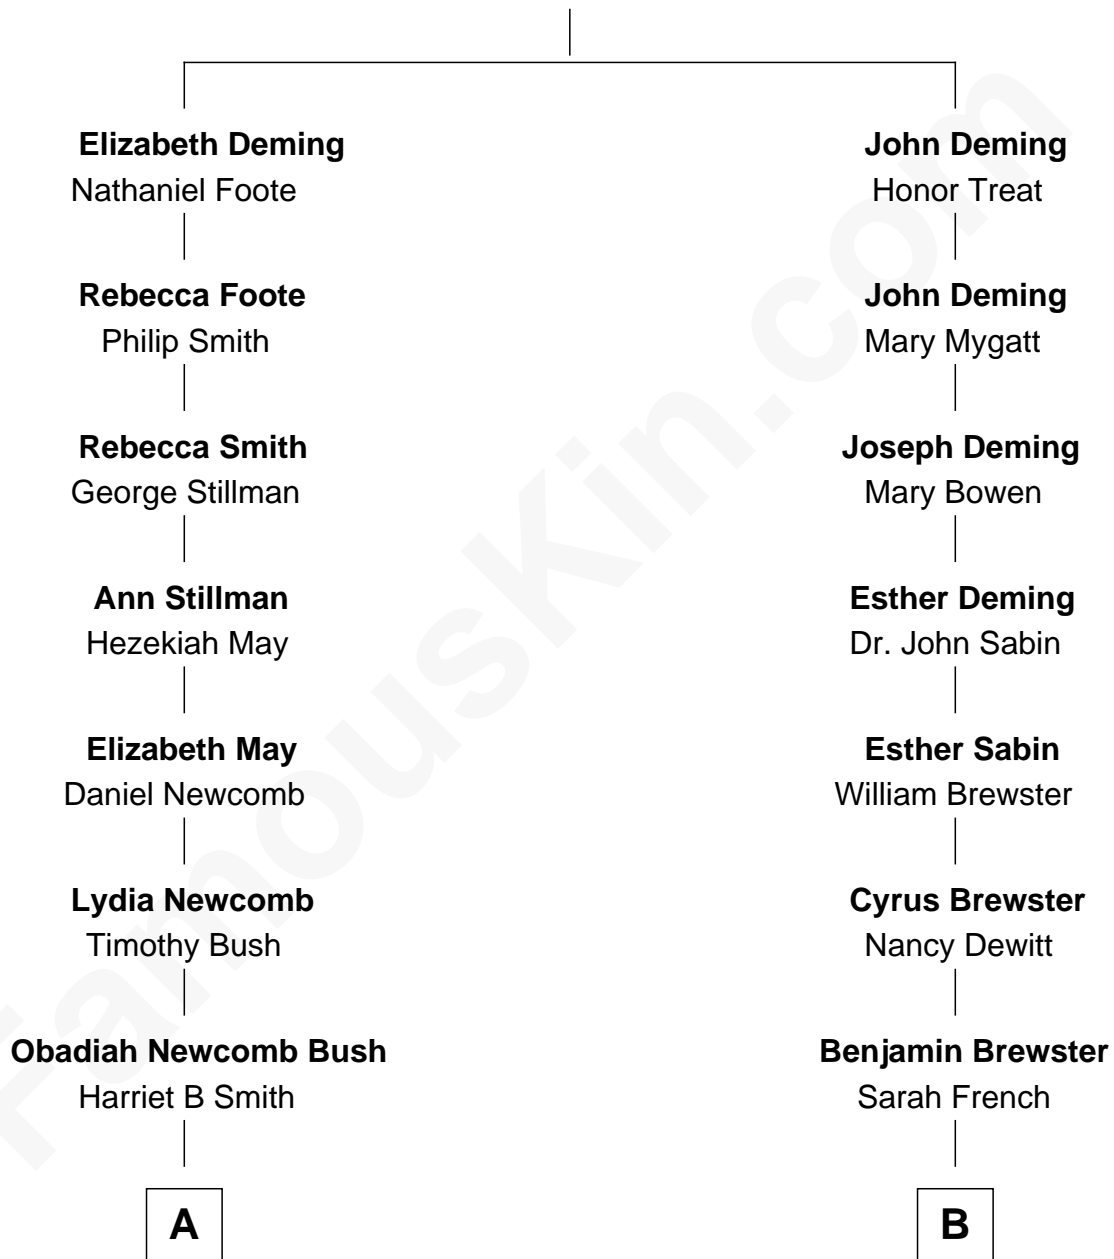 Elizabeth Deming
Nathaniel Foote
Rebecca Foote
Philip Smith
Rebecca Smith
George Stillman
Ann Stillman
Hezekiah May
Elizabeth May
Daniel Newcomb
Lydia Newcomb
Timothy Bush
Obadiah Newcomb Bush
Harriet B Smith
A
John Deming
Honor Treat
John Deming
Mary Mygatt
Joseph Deming
Mary Bowen
Esther Deming
Dr. John Sabin
Esther Sabin
William Brewster
Cyrus Brewster
Nancy Dewitt
Benjamin Brewster
Sarah French
B
FamousKin.com